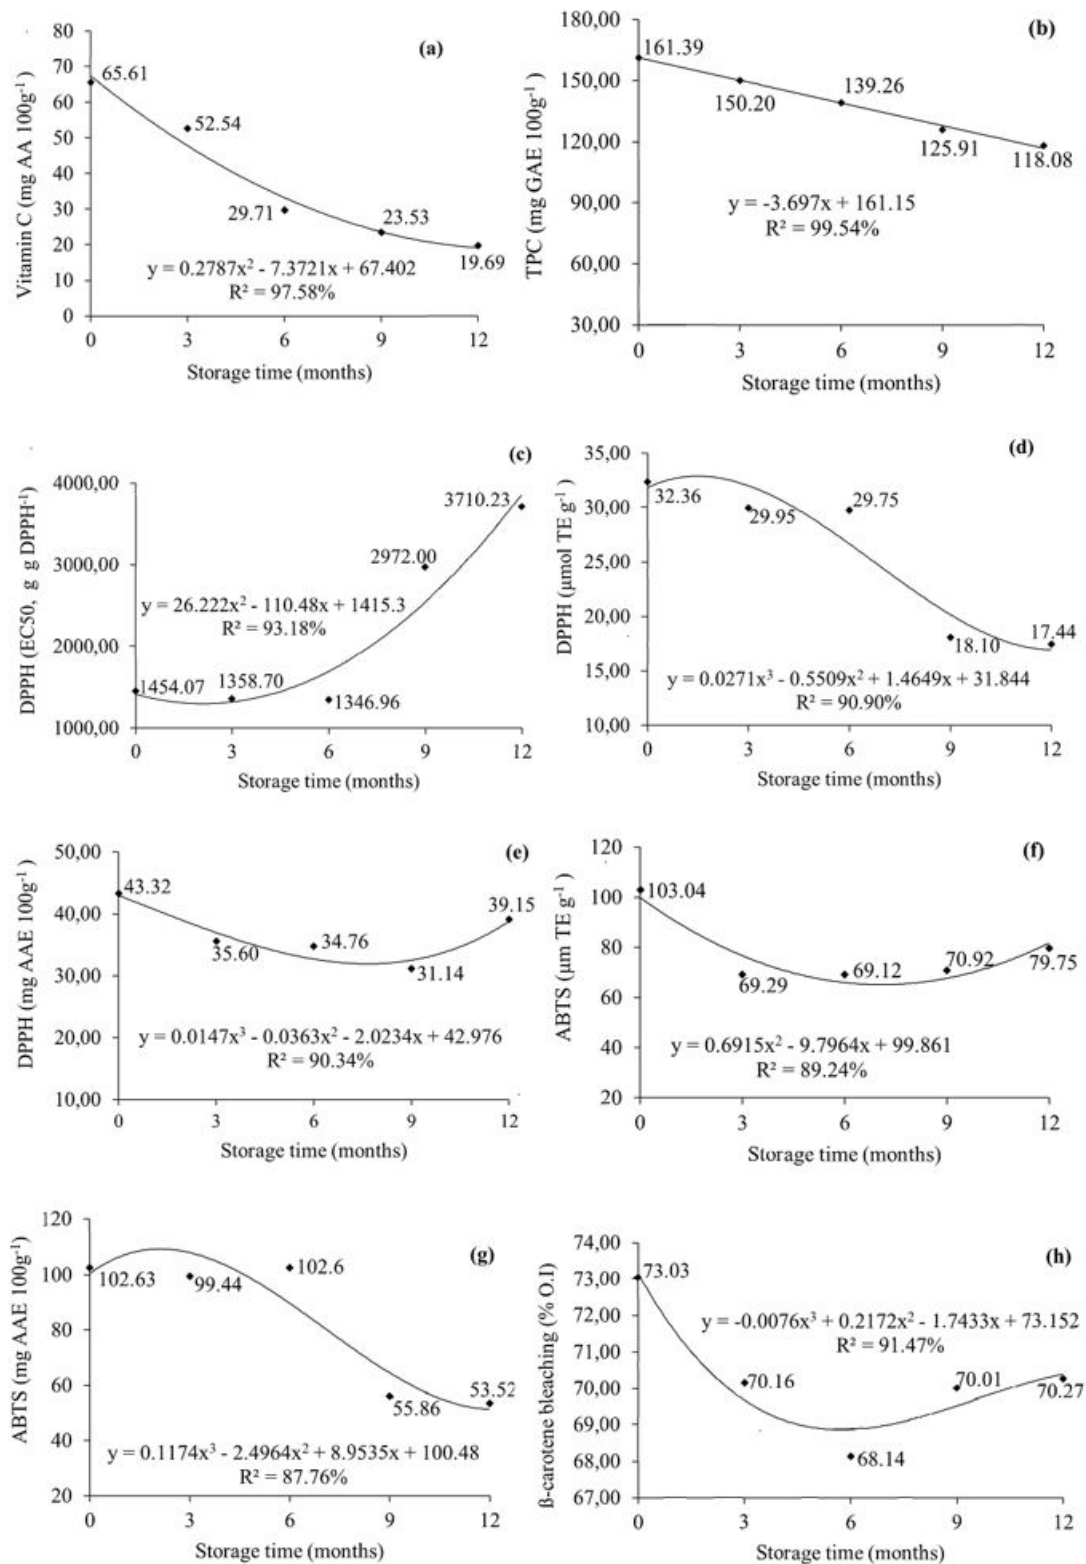 (a)
Vitamin C (mg AA 100g⁻¹)
80
70
60
50
40
30
20
10
0
65.61
52.54
29.71
23.53
19.69
y = 0.2787x² - 7.3721x + 67.402
R² = 97.58%
0 3 6 9 12
Storage time (months)
(b)
TPC (mg GAE 100g⁻¹)
180,00
150,00
120,00
90,00
60,00
30,00
161.39
150.20
139.26
125.91
118.08
y = -3.697x + 161.15
R² = 99.54%
0 3 6 9 12
Storage time (months)
(c)
DPPH (EC50, g g DPPH⁻¹)
4000,00
3000,00
2000,00
1000,00
3710.23
2972.00
y = 26.222x² - 110.48x + 1415.3
R² = 93.18%
1454.07
1358.70
1346.96
0 3 6 9 12
Storage time (months)
(d)
DPPH (µmol TE g⁻¹)
35,00
30,00
25,00
20,00
15,00
10,00
32.36
29.95
29.75
18.10
17.44
y = 0.0271x³ - 0.5509x² + 1.4649x + 31.844
R² = 90.90%
0 3 6 9 12
Storage time (months)
(e)
DPPH (mg AAE 100g⁻¹)
50,00
40,00
30,00
20,00
10,00
43.32
35.60
34.76
31.14
39.15
y = 0.0147x³ - 0.0363x² - 2.0234x + 42.976
R² = 90.34%
0 3 6 9 12
Storage time (months)
(f)
ABTS (µm TE g⁻¹)
120
100
80
60
40
20
103.04
69.29
69.12
70.92
79.75
y = 0.6915x² - 9.7964x + 99.861
R² = 89.24%
0 3 6 9 12
Storage time (months)
(g)
ABTS (mg AAE 100g⁻¹)
120
100
80
60
40
20
102.63
99.44
102.6
55.86
53.52
y = 0.1174x³ - 2.4964x² + 8.9535x + 100.48
R² = 87.76%
0 3 6 9 12
Storage time (months)
(h)
β-carotene bleaching (% O.I)
74,00
73,00
72,00
71,00
70,00
69,00
68,00
67,00
73.03
y = -0.0076x³ + 0.2172x² - 1.7433x + 73.152
R² = 91.47%
70.16
68.14
70.01
70.27
0 3 6 9 12
Storage time (months)